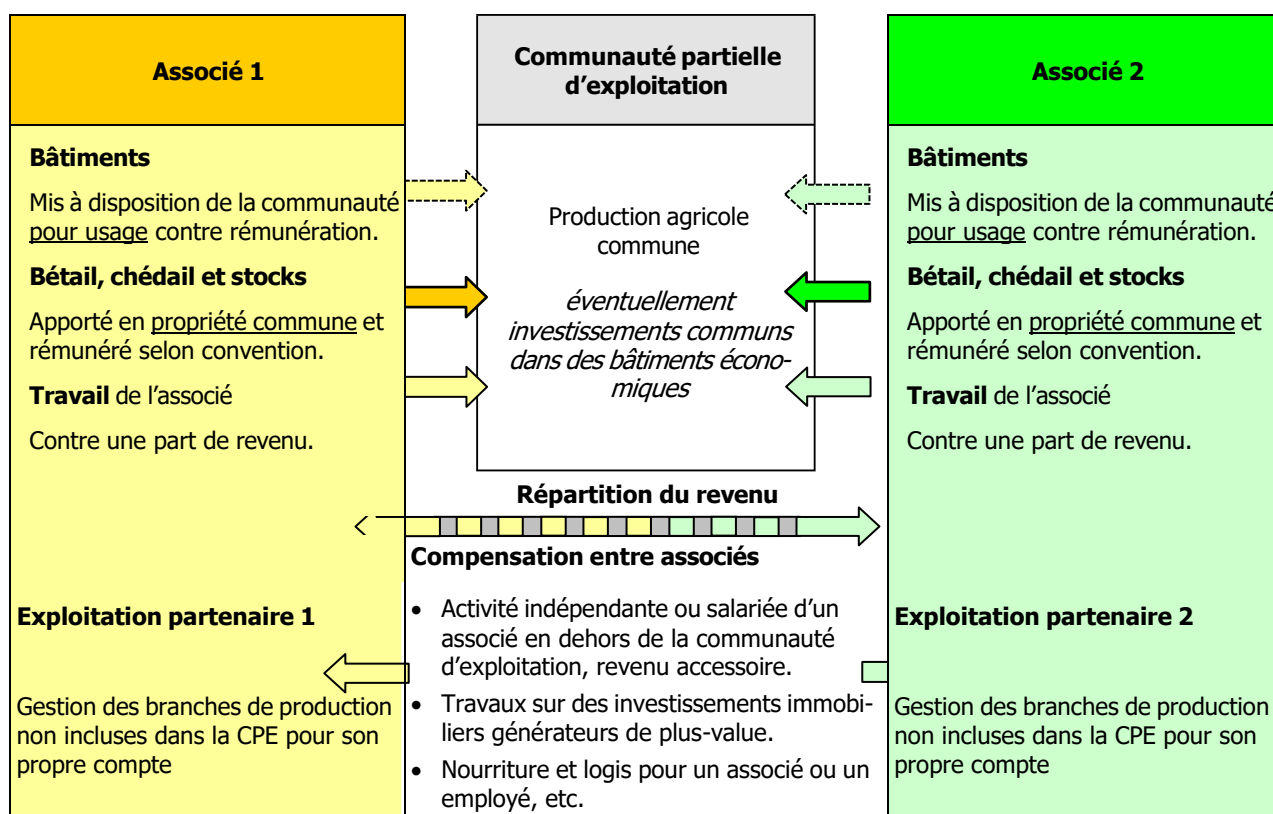 Associé 1
Bâtiments
Mis à disposition de la communauté
pour usage contre rémunération.
Bétail, chédail et stocks
Apporté en propriété commune et
rémunéré selon convention.
Travail de l'associé
Contre une part de revenu.
Exploitation partenaire 1
Gestion des branches de production
non incluses dans la CPE pour son
propre compte
Communauté partielle
d'exploitation
Production agricole
commune
éventuellement
investissements communs
dans des bâtiments écono-
miques
Répartition du revenu
Compensation entre associés
• Activité indépendante ou salariée d'un
associé en dehors de la communauté
d'exploitation, revenu accessoire.
• Travaux sur des investissements immobi-
liers générateurs de plus-value.
• Nourriture et logis pour un associé ou un
employé, etc.
Associé 2
Bâtiments
Mis à disposition de la communauté
pour usage contre rémunération.
Bétail, chédail et stocks
Apporté en propriété commune et
rémunéré selon convention.
Travail de l'associé
Contre une part de revenu.
Exploitation partenaire 2
Gestion des branches de production
non incluses dans la CPE pour son
propre compte